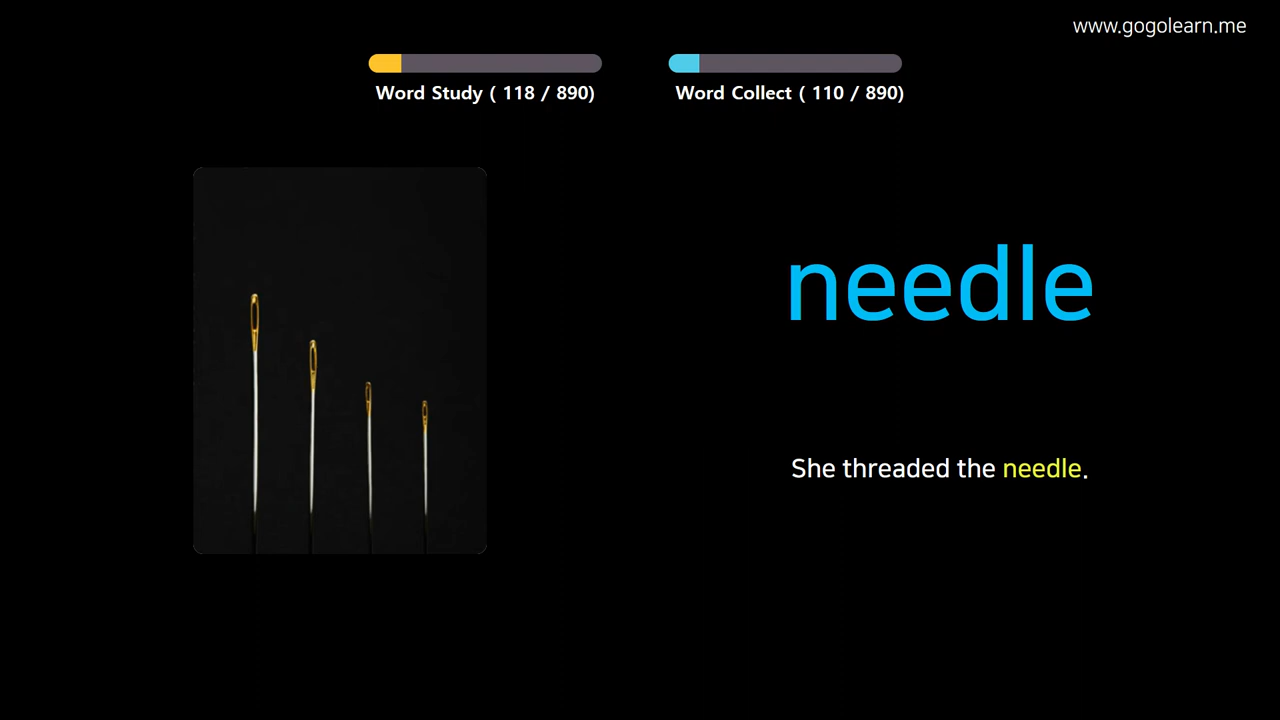 www.gogolearn.me
Word Study ( 118 / 890)
Word Collect ( 110 / 890)
needle
She threaded the needle.